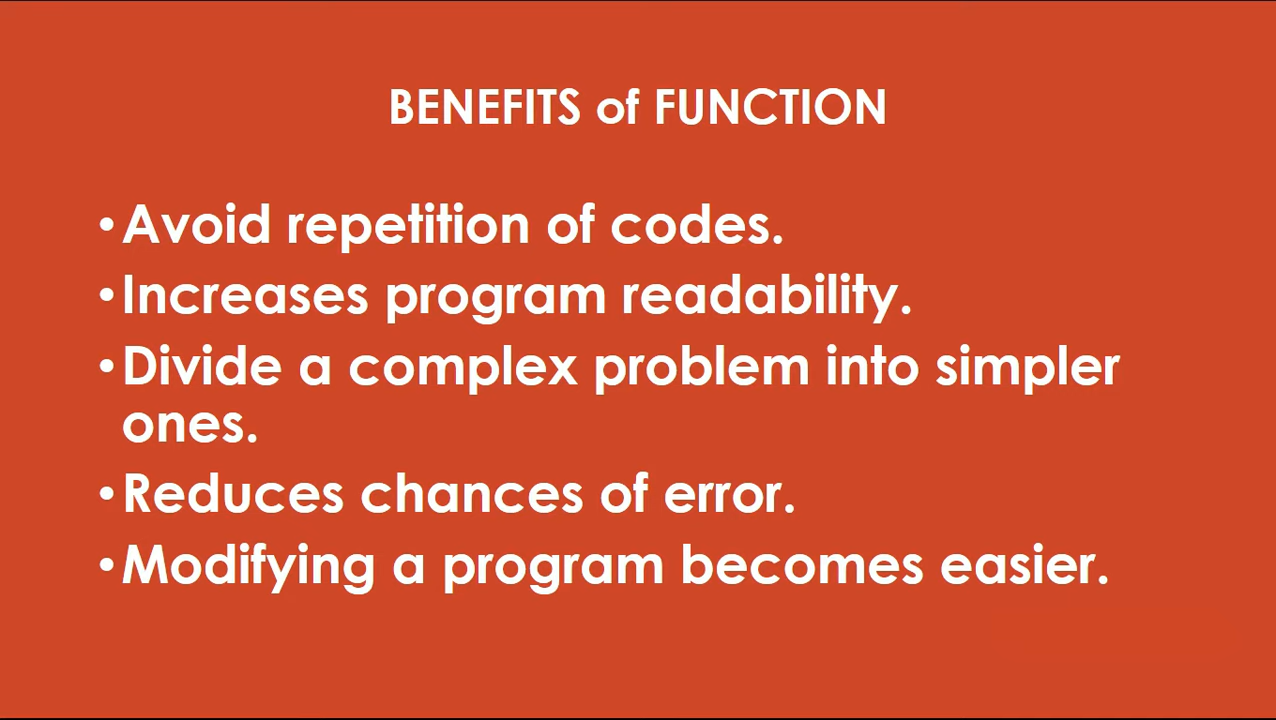 BENEFITS of FUNCTION
•Avoid repetition of codes.
•Increases program readability.
•Divide a complex problem into simpler
ones.
•Reduces chances of error.
•Modifying a program becomes easier.